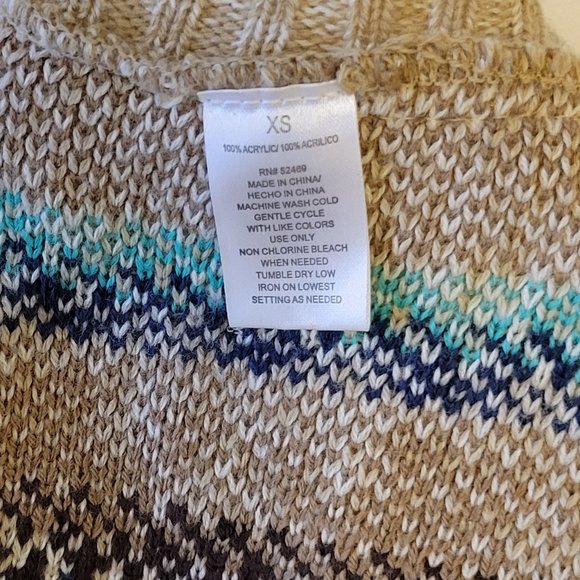 XS
100% ACRYLIC/ 100% ACRILICO
RN# 52469
MADE IN CHINA/
HECHO IN CHINA
MACHINE WASH COLD
GENTLE CYCLE
WITH LIKE COLORS
USE ONLY
NON CHLORINE BLEACH
WHEN NEEDED
TUMBLE DRY LOW
IRON ON LOWEST
SETTING AS NEEDED